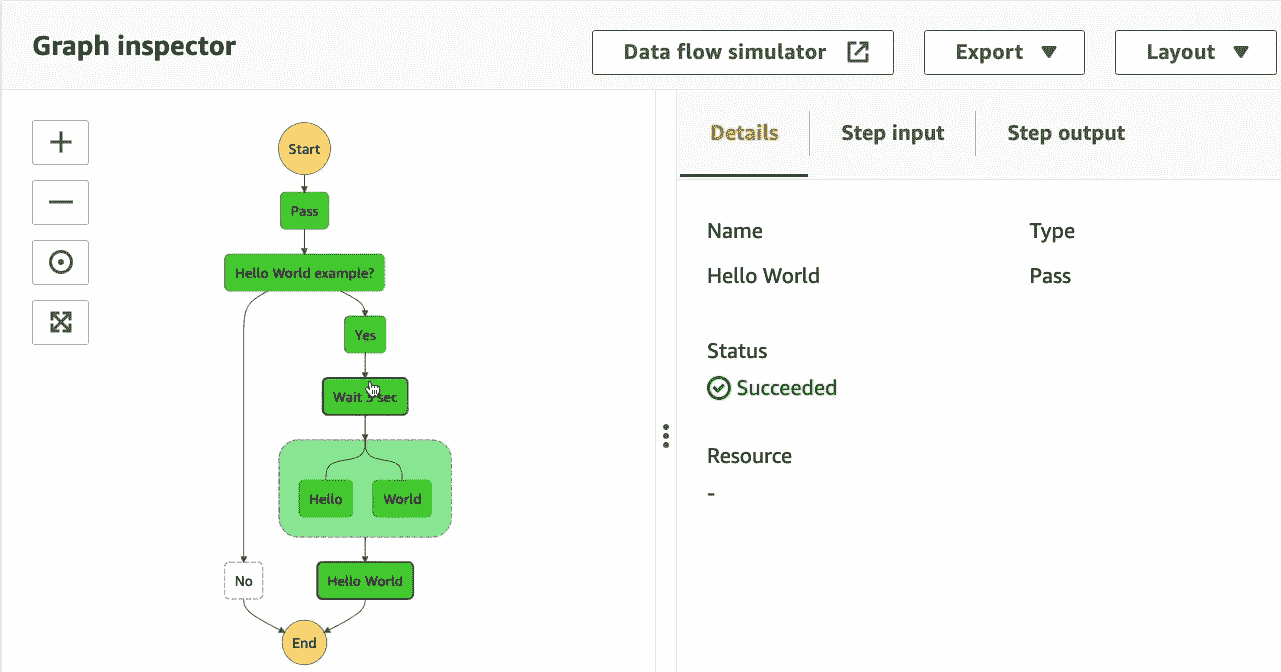 Graph inspector
Data flow simulator
Export
Layout
Start
Pass
Hello World example?
Yes
Wait 3 sec
Hello
World
No
Hello World
End
Details
Step input
Step output
Name
Type
Hello World
Pass
Status
Succeeded
Resource
-